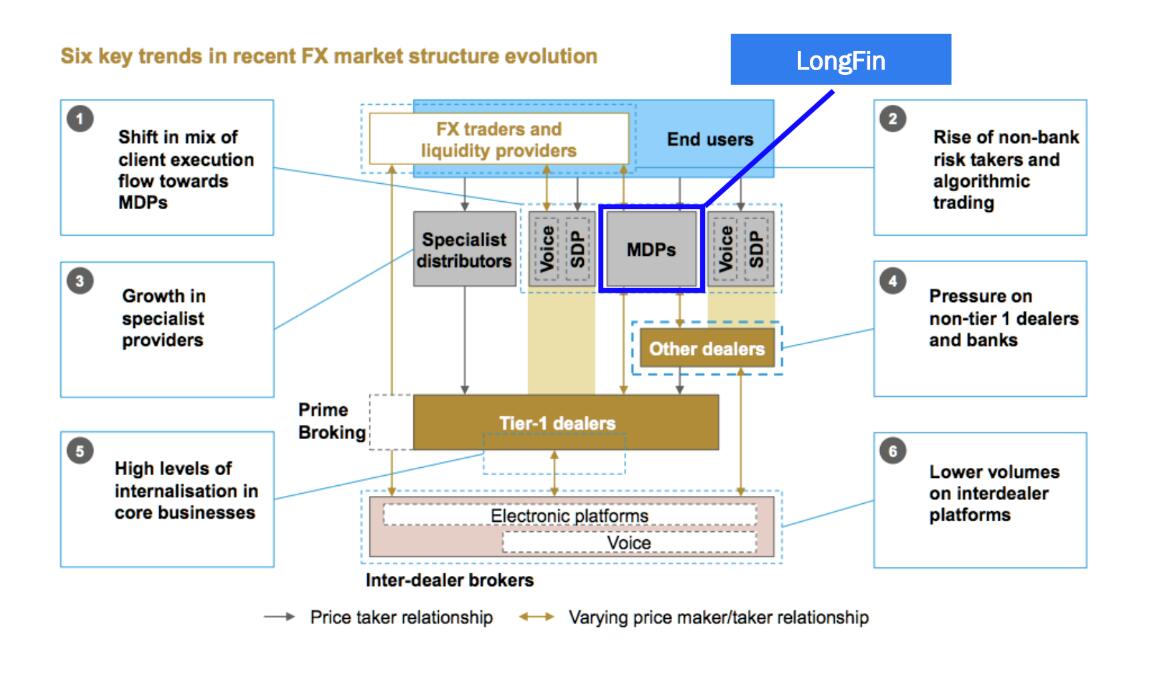 Six key trends in recent FX market structure evolution
LongFin
1
Shift in mix of
client execution
flow towards
MDPs
FX traders and
liquidity providers
End users
2
Rise of non-bank
risk takers and
algorithmic
trading
3
Growth in
specialist
providers
Specialist
distributors
Voice
SDP
MDPs
Voice
SDP
4
Pressure on
non-tier 1 dealers
and banks
Other dealers
Prime
Broking
Tier-1 dealers
5
High levels of
internalisation in
core businesses
6
Lower volumes
on interdealer
platforms
Electronic platforms
Voice
Inter-dealer brokers
Price taker relationship
Varying price maker/taker relationship